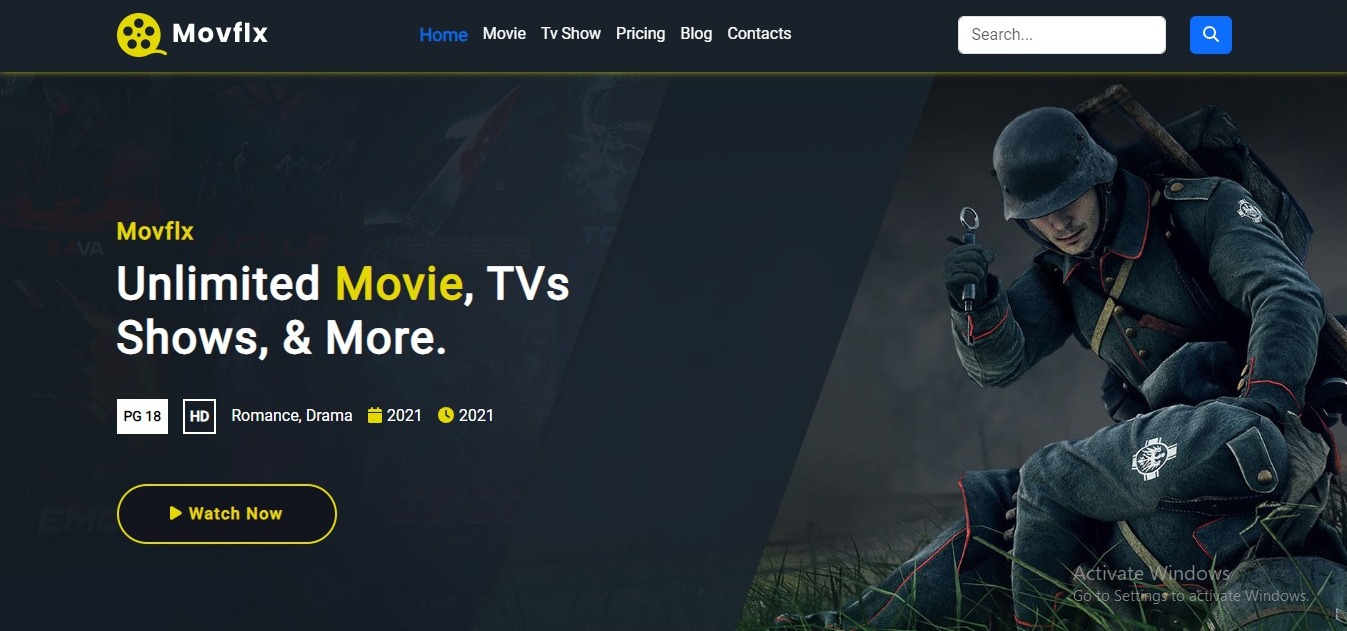 Movflx
Home Movie Tv Show Pricing Blog Contacts
Search...
Movflx
Unlimited Movie, TVs
Shows, & More.
PG 18 HD Romance, Drama 2021 2021
Watch Now
Activate Windows
Go to Settings to activate Windows.